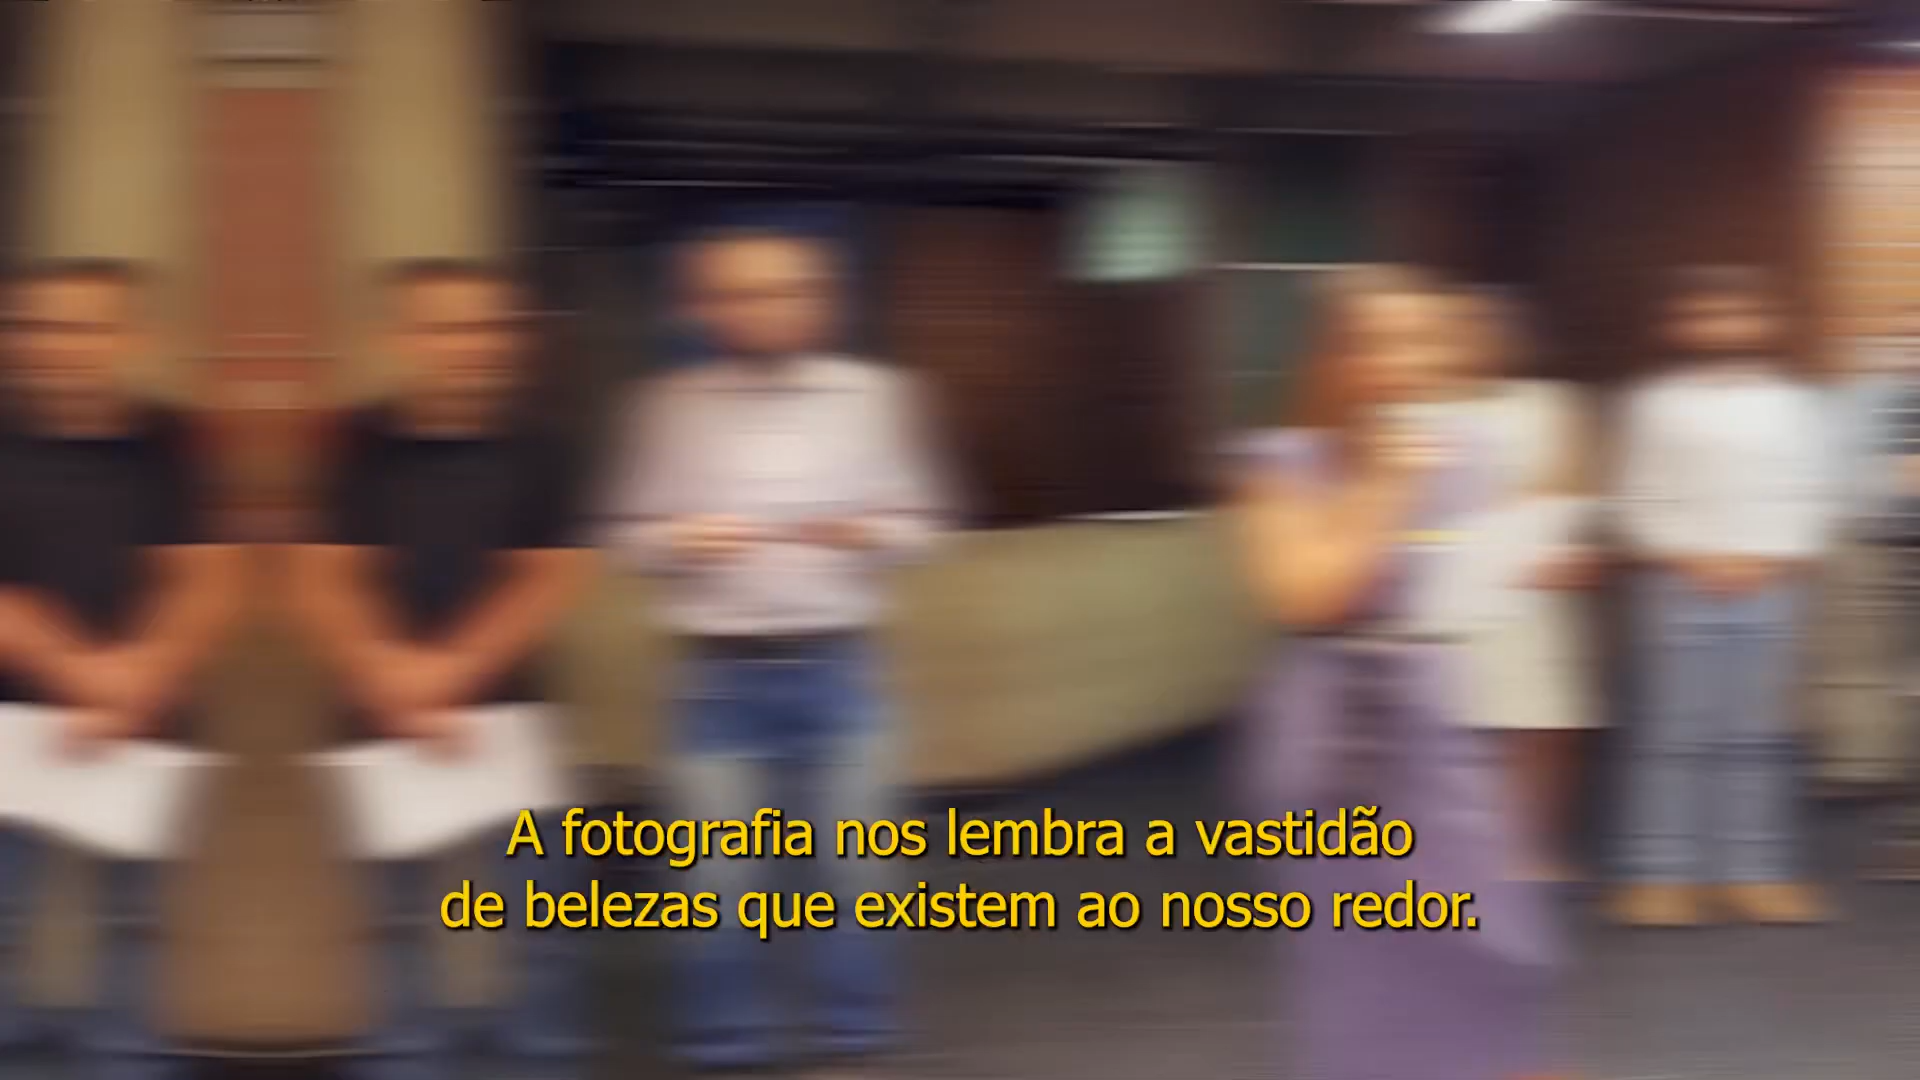 A fotografia nos lembra a vastidão
de belezas que existem ao nosso redor.